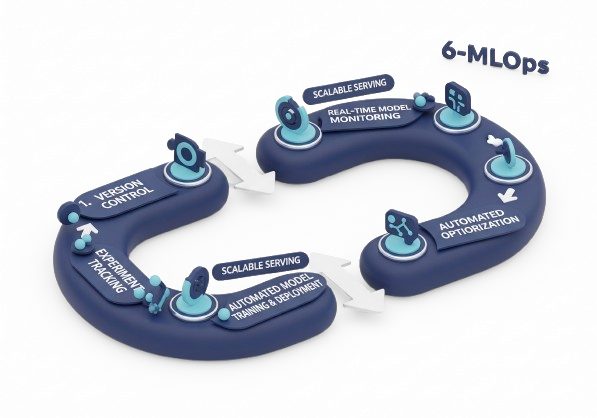 6-MLOps
SCALABLE SERVING
REAL-TIME MODEL
MONITORING
1. VERSION
CONTROL
EXPERIMENT
TRACKING
SCALABLE SERVING
AUTOMATED MODEL
TRAINING & DEPLOYMENT
AUTOMATED
OPTIORIZATION